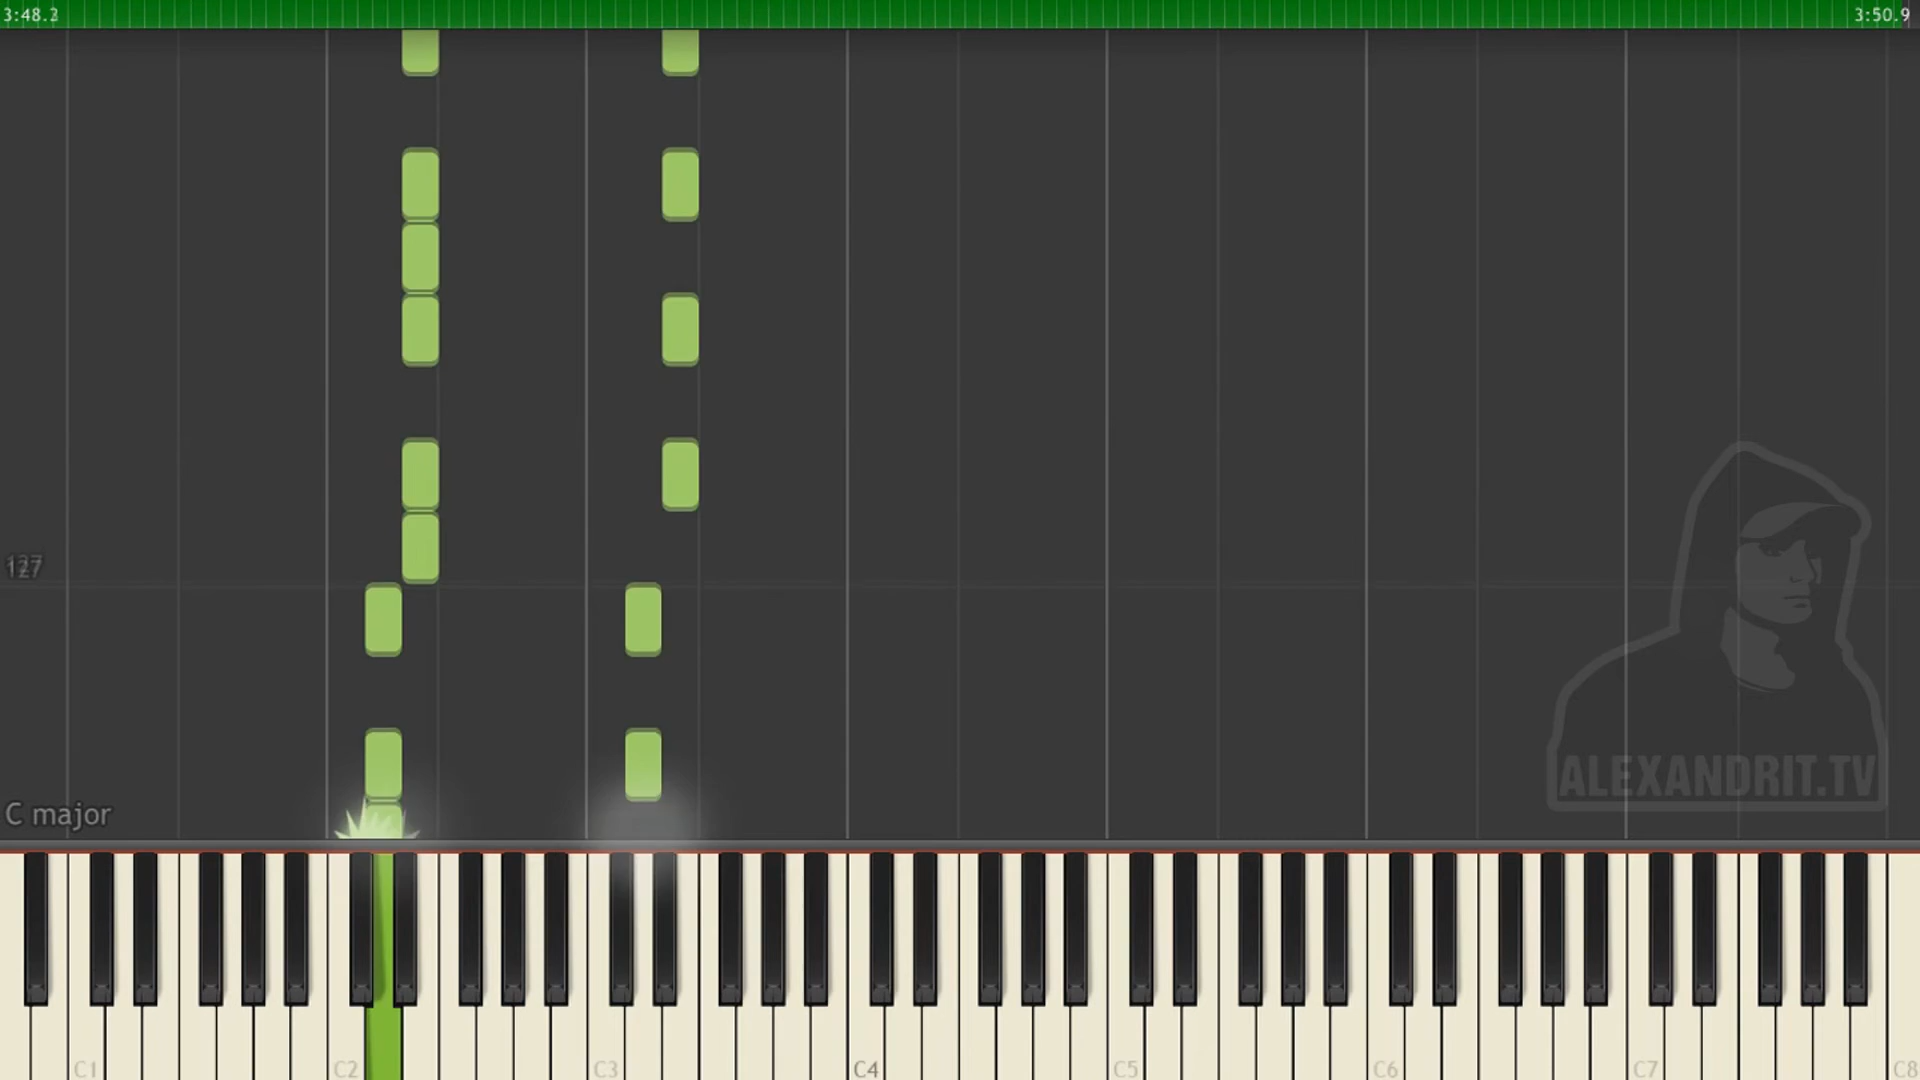 3:48.2
3:50.9
127
C major
ALEXANDRIT.TV
C1
C2
C3
C4
C5
C6
C7
C8